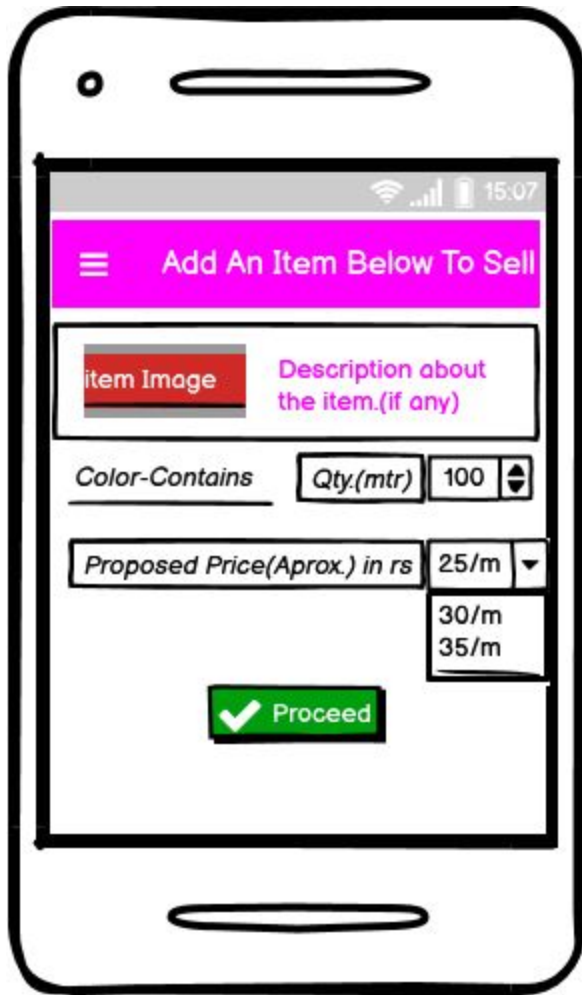 15:07
Add An Item Below To Sell
item Image
Description about
the item.(if any)
Color-Contains
Qty.(mtr)
100
Proposed Price(Aprox.) in rs
25/m
30/m
35/m
Proceed